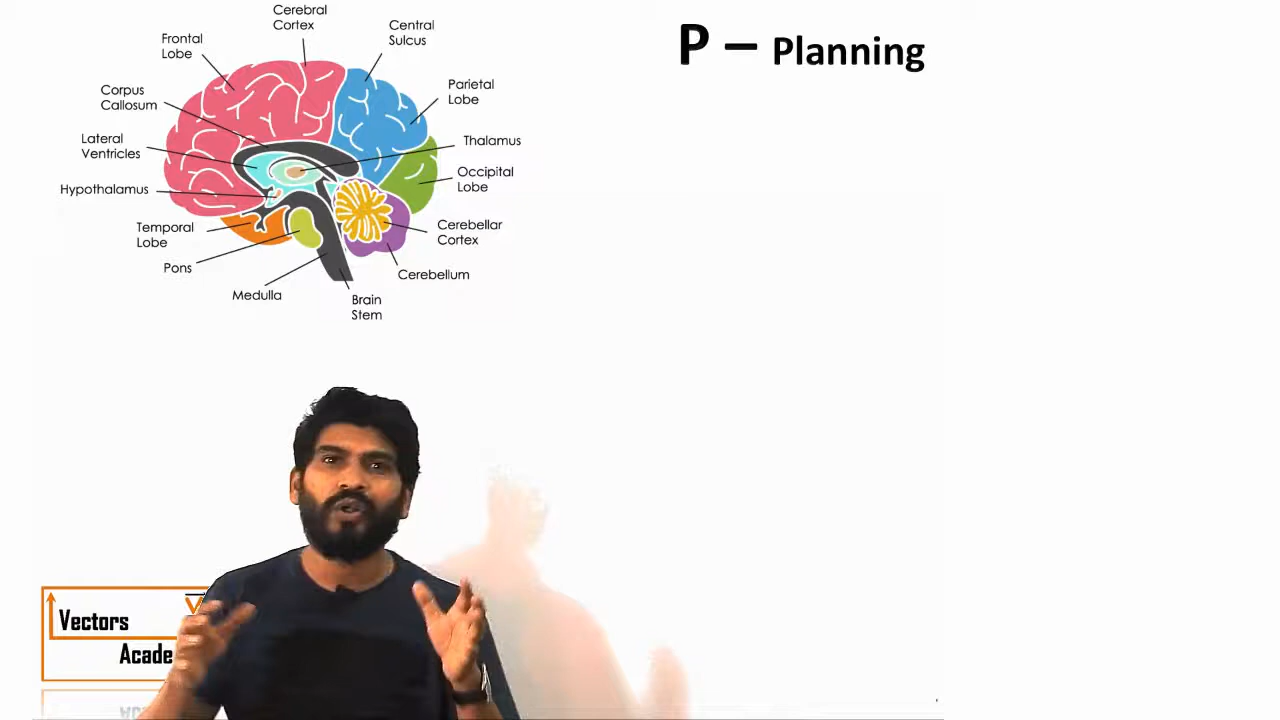 Cerebral
Cortex
Central
Sulcus
Frontal
Lobe
P – Planning
Corpus
Callosum
Parietal
Lobe
Lateral
Ventricles
Thalamus
Hypothalamus
Occipital
Lobe
Temporal
Lobe
Cerebellar
Cortex
Pons
Cerebellum
Medulla
Brain
Stem
Vectors
Acade